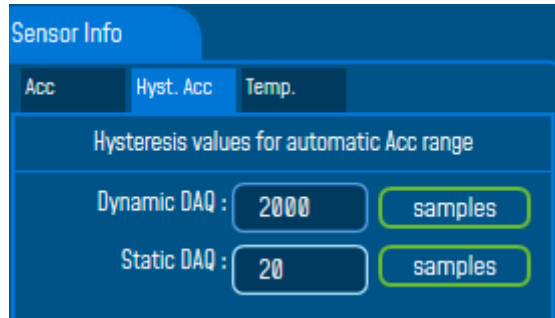 Sensor Info
Acc Hyst. Acc Temp.
Hysteresis values for automatic Acc range
Dynamic DAQ : 2000 samples
Static DAQ : 20 samples